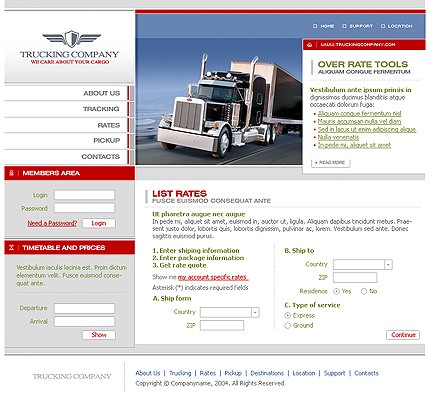 HOME
SUPPORT
LOCATION
TRUCKING COMPANY
WE CARE ABOUT YOUR CARGO
WWW.TRUCKINGCOMPANY.COM
ABOUT US
TRACKING
RATES
PICKUP
CONTACTS
OVER RATE TOOLS
ALIQUAM CONGUE FERMENTUM
Vestibulum ante ipsum primis in
dignissimos ducimus blanditiis atque
occaecati dolorum fuga:
Aliquam congue fermentum nisl
Mauris accumsan nulla vel diam
Sed in lacus ut enim adipiscing alique
Nulla venenatis
In pede mi, aliquet sit amet
READ MORE
MEMBERS AREA
Login
Password
Need a Password?
Login
TIMETABLE AND PRICES
Vestibulum iaculis lacinia est. Proin dictum
elementum velit. Fusce euismod conse-
quat ante.
Departure
Arrival
Show
LIST RATES
FUSCE EUISMOD CONSEQUAT ANTE
Ut pharetra augue nec augue
In pede mi, aliquet sit amet, euismod in, auctor ut, ligula. Aliquam dapibus tincidunt metus. Prae-
sent justo dolor, lobortis quis, lobortis dignissim, pulvinar ac, lorem. Vestibulum sed ante. Donec
sagittis euismod purus.
1. Enter shiping information
2. Enter package information
3. Get rate quote
Show me my account specific rates.
Asterisk (*) indicates required fields
A. Ship form
Country
ZIP
B. Ship to
Country
ZIP
Residence Yes No
C. Type of service
Express
Ground
Continue
TRUCKING COMPANY
About Us | Trucking | Rates | Pickup | Destinations | Location | Support | Contacts
Copyright © Companyname, 2004. All Rights Reserved